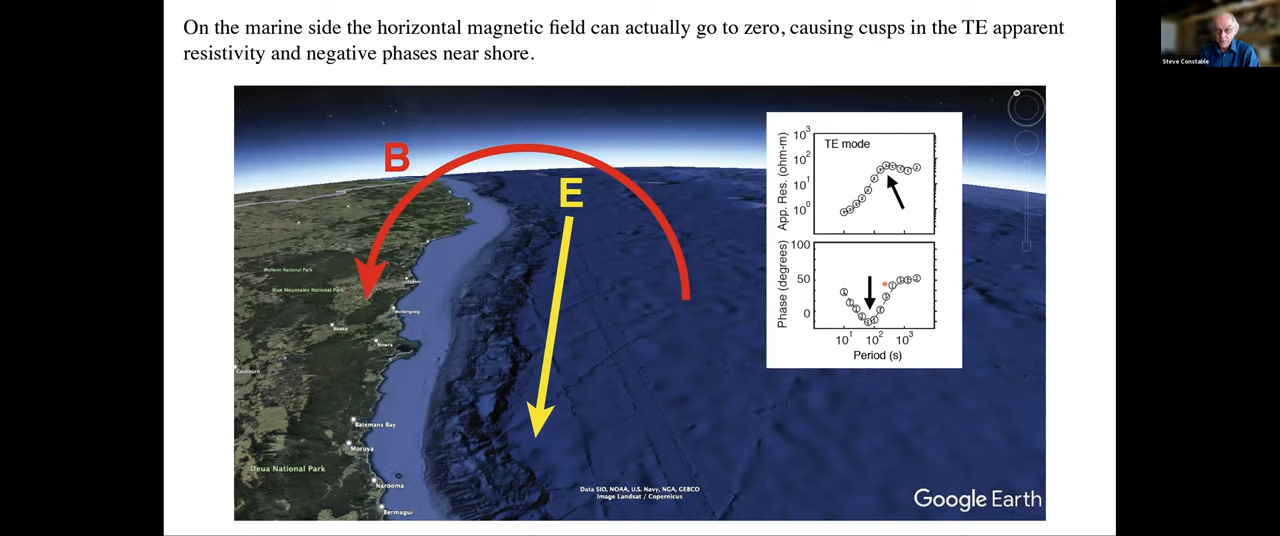 On the marine side the horizontal magnetic field can actually go to zero, causing cusps in the TE apparent
resistivity and negative phases near shore.
Steve Constable
B
E
TE mode
App. Res. (ohm-m)
10³
10²
10¹
10⁰
Phase (degrees)
100
50
0
10¹ 10² 10³
Period (s)
Wollemi National Park
Blue Mountains National Park
Wollongong
Bowral
Nowra
Goulburn
Batemans Bay
Moruya
Deua National Park
Narooma
Bermagui
Data SIO, NOAA, U.S. Navy, NGA, GEBCO
Image Landsat / Copernicus
Google Earth